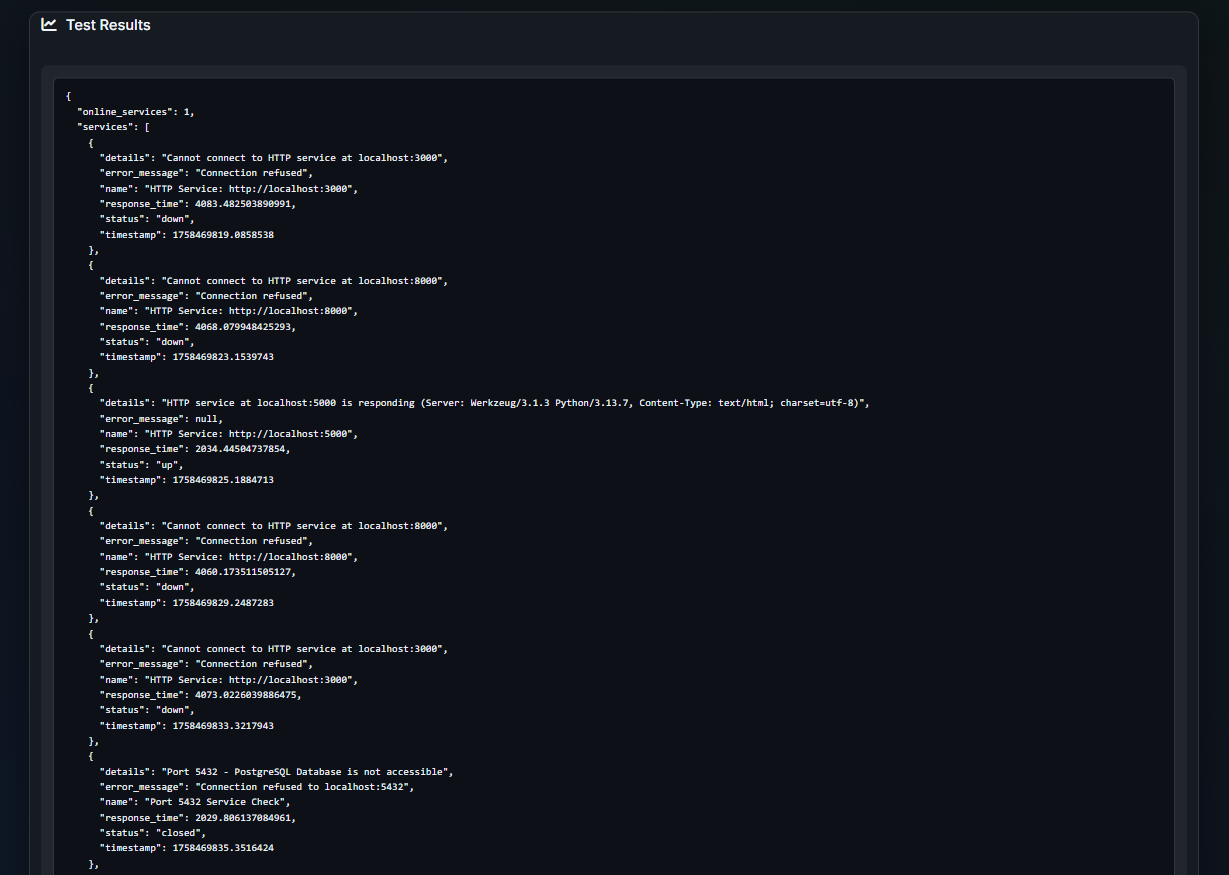 Test Results
{
"online_services": 1,
"services": [
{
"details": "Cannot connect to HTTP service at localhost:3000",
"error_message": "Connection refused",
"name": "HTTP Service: http://localhost:3000",
"response_time": 4083.482503890991,
"status": "down",
"timestamp": 1758469819.0858538
},
{
"details": "Cannot connect to HTTP service at localhost:8000",
"error_message": "Connection refused",
"name": "HTTP Service: http://localhost:8000",
"response_time": 4068.079948425293,
"status": "down",
"timestamp": 1758469823.1539743
},
{
"details": "HTTP service at localhost:5000 is responding (Server: Werkzeug/3.1.3 Python/3.13.7, Content-Type: text/html; charset=utf-8)",
"error_message": null,
"name": "HTTP Service: http://localhost:5000",
"response_time": 2034.44504737854,
"status": "up",
"timestamp": 1758469825.1884713
},
{
"details": "Cannot connect to HTTP service at localhost:8000",
"error_message": "Connection refused",
"name": "HTTP Service: http://localhost:8000",
"response_time": 4060.173511505127,
"status": "down",
"timestamp": 1758469829.2487283
},
{
"details": "Cannot connect to HTTP service at localhost:3000",
"error_message": "Connection refused",
"name": "HTTP Service: http://localhost:3000",
"response_time": 4073.0226039886475,
"status": "down",
"timestamp": 1758469833.3217943
},
{
"details": "Port 5432 - PostgreSQL Database is not accessible",
"error_message": "Connection refused to localhost:5432",
"name": "Port 5432 Service Check",
"response_time": 2029.806137084961,
"status": "closed",
"timestamp": 1758469835.3516424
},